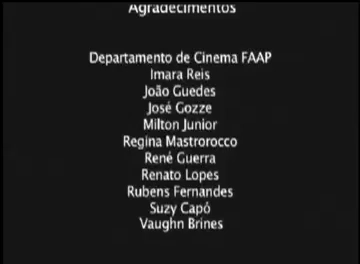 Agradecimentos
Departamento de Cinema FAAP
Imara Reis
João Guedes
José Gozze
Milton Junior
Regina Mastrorocco
René Guerra
Renato Lopes
Rubens Fernandes
Suzy Capó
Vaughn Brines